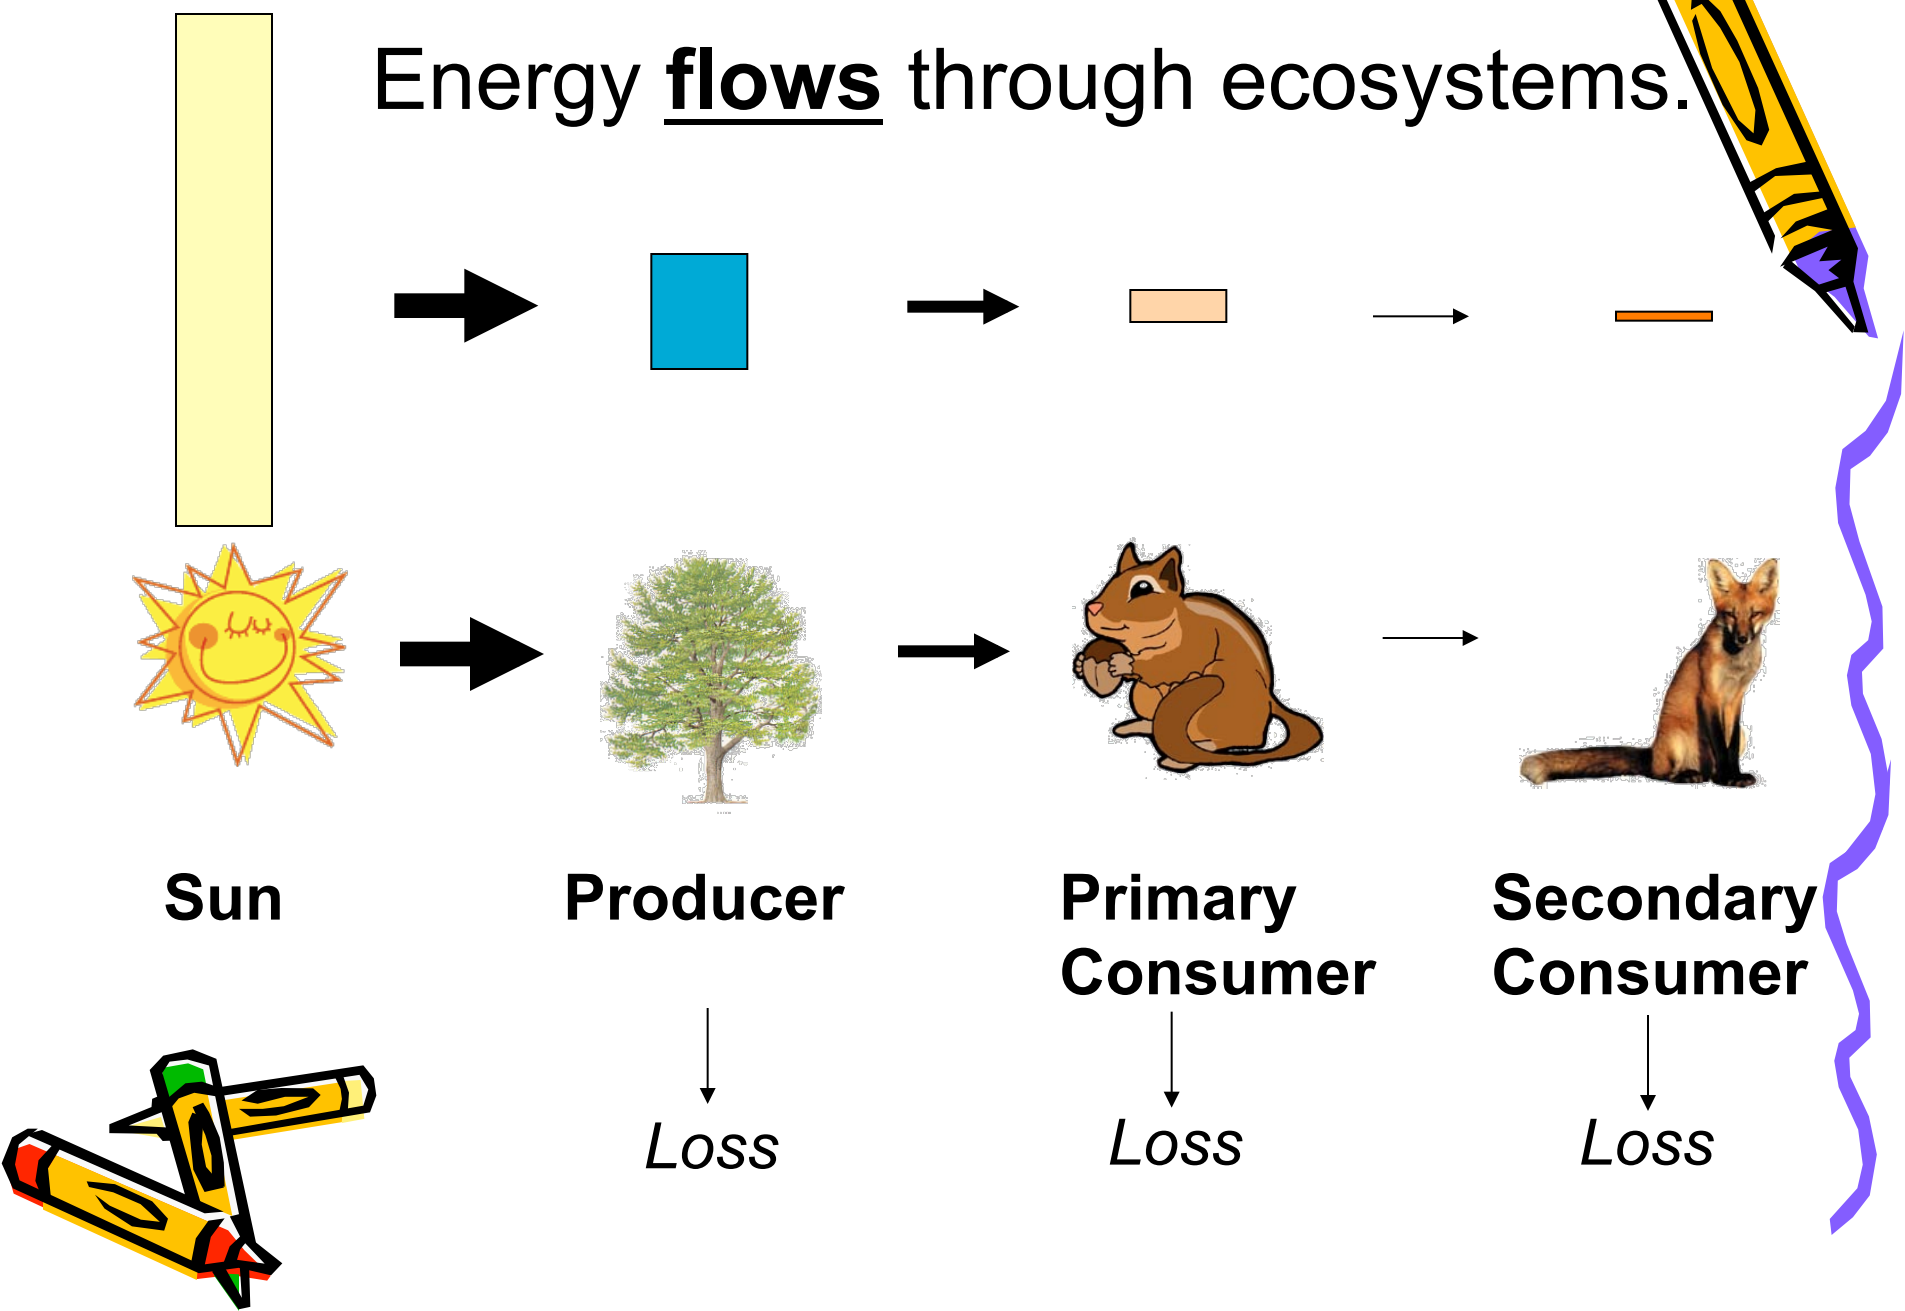 Energy flows through ecosystems.
Sun
Producer
Primary
Consumer
Secondary
Consumer
Loss
Loss
Loss